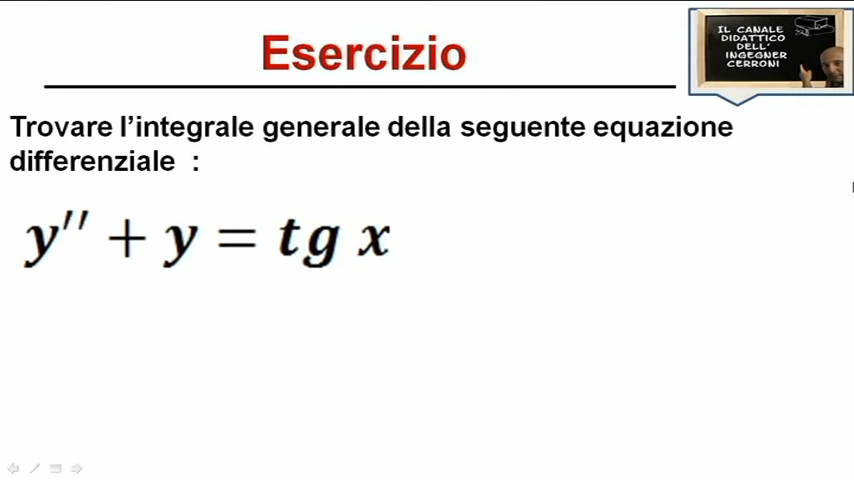 Esercizio
IL CANALE
DIDATTICO
DELL'
INGEGNER
CERRONI
Trovare l'integrale generale della seguente equazione
differenziale :
y'' + y = tg x